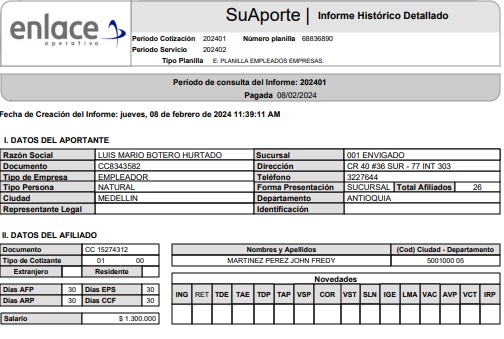 enlace
operativo
SuAporte | Informe Histórico Detallado
Periodo Cotización 202401 Número planilla 68836890
Periodo Servicio 202402
Tipo Planilla E. PLANILLA EMPLEADOS EMPRESAS.
Periodo de consulta del Informe: 202401
Pagada 08/02/2024
Fecha de Creación del Informe: jueves, 08 de febrero de 2024 11:39:11 AM
I. DATOS DEL APORTANTE
Razón Social LUIS MARIO BOTERO HURTADO Sucursal 001 ENVIGADO
Documento CC8343582 Dirección CR 40 #36 SUR - 77 INT 303
Tipo de Empresa EMPLEADOR Teléfono 3227644
Tipo Persona NATURAL Forma Presentación SUCURSAL Total Afiliados 26
Ciudad MEDELLIN Departamento ANTIOQUIA
Representante Legal Identificación
II. DATOS DEL AFILIADO
Documento CC 15274312 Nombres y Apellidos (Cod) Ciudad - Departamento
Tipo de Cotizante 01 00 MARTINEZ PEREZ JOHN FREDY 5001000 05
Extranjero Residente
Novedades
Días AFP 30 Días EPS 30 ING RET TDE TAE TDP TAP VSP COR VST SLN IGE LMA VAC AVP VCT IRP
Días ARP 30 Días CCF 30
Salario $ 1.300.000